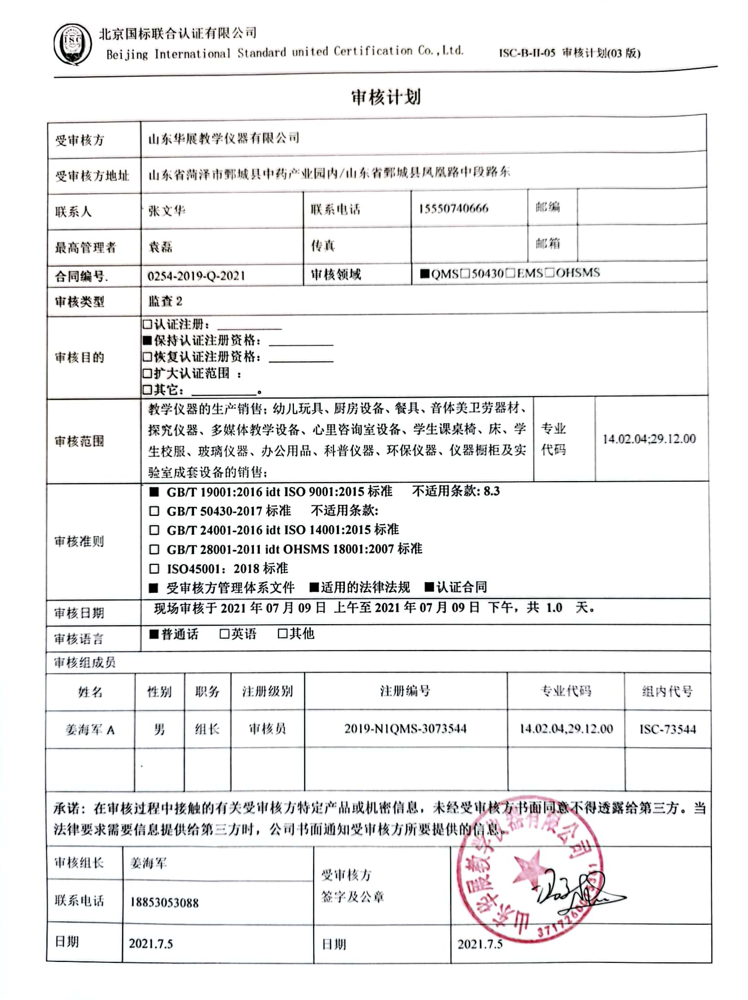 ISC
北京国标联合认证有限公司
Beijing International Standard united Certification Co.,Ltd.
ISC-B-II-05 审核计划(03 版)
审核计划
受审核方 山东华展教学仪器有限公司
受审核方地址 山东省菏泽市鄄城县中药产业园内/山东省鄄城县凤凰路中段路东
联系人 张文华 联系电话 15550740666 邮编
最高管理者 袁磊 传真 邮箱
合同编号. 0254-2019-Q-2021 审核领域 ■QMS□50430□EMS□OHSMS
审核类型 监查 2
审核目的
□认证注册：__________
■保持认证注册资格：__________
□恢复认证注册资格：__________
□扩大认证范围 ：
□其它：__________。
审核范围
教学仪器的生产销售；幼儿玩具、厨房设备、餐具、音体美卫劳器材、
探究仪器、多媒体教学设备、心里咨询室设备、学生课桌椅、床、学
生校服、玻璃仪器、办公用品、科普仪器、环保仪器、仪器橱柜及实
验室成套设备的销售；
专业
代码
14.02.04;29.12.00
审核准则
■ GB/T 19001:2016 idt ISO 9001:2015 标准 不适用条款: 8.3
□ GB/T 50430-2017 标准 不适用条款:
□ GB/T 24001-2016 idt ISO 14001:2015 标准
□ GB/T 28001-2011 idt OHSMS 18001:2007 标准
□ ISO45001：2018 标准
■ 受审核方管理体系文件 ■适用的法律法规 ■认证合同
审核日期 现场审核于 2021 年 07 月 09 日 上午至 2021 年 07 月 09 日 下午，共 1.0 天。
审核语言 ■普通话 □英语 □其他
审核组成员
姓名 性别 职务 注册级别 注册编号 专业代码 组内代号
姜海军 A 男 组长 审核员 2019-N1QMS-3073544 14.02.04,29.12.00 ISC-73544
承诺：在审核过程中接触的有关受审核方特定产品或机密信息，未经受审核方书面同意不得透露给第三方。当
法律要求需要信息提供给第三方时，公司书面通知受审核方所要提供的信息。
审核组长 姜海军
联系电话 18853053088
受审核方
签字及公章
山东华展教学仪器有限公司
日期 2021.7.5 日期 2021.7.5